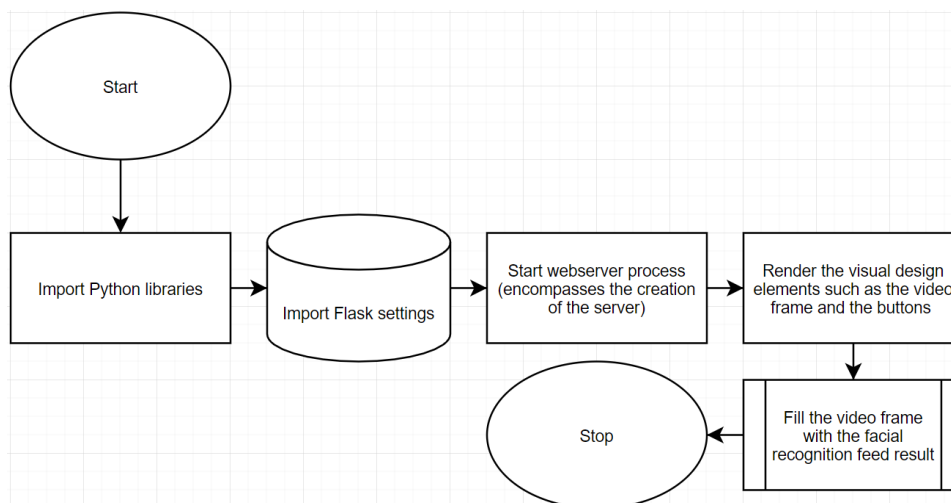 Start
Import Python libraries
Import Flask settings
Start webserver process
(encompasses the creation
of the server)
Render the visual design
elements such as the video
frame and the buttons
Fill the video frame
with the facial
recognition feed result
Stop